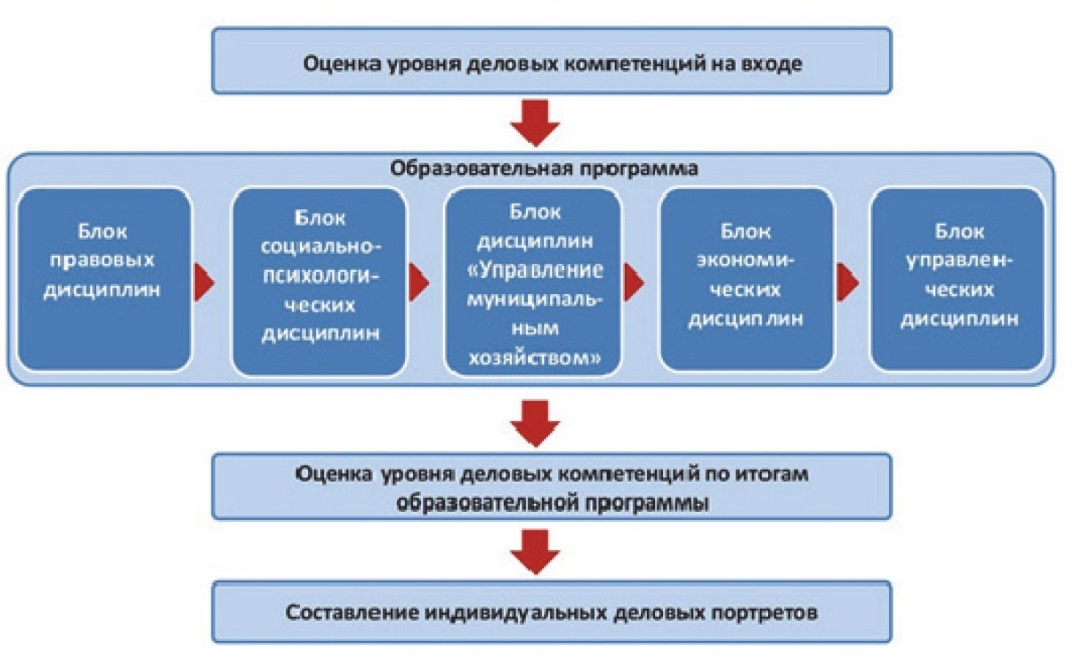 Оценка уровня деловых компетенций на входе
Образовательная программа
Блок
правовых
дисциплин
Блок
социально-
психологи-
ческих
дисциплин
Блок
дисциплин
«Управление
муниципаль-
ным
хозяйством»
Блок
экономи-
ческих
дисциплин
Блок
управлен-
ческих
дисциплин
Оценка уровня деловых компетенций по итогам
образовательной программы
Составление индивидуальных деловых портретов